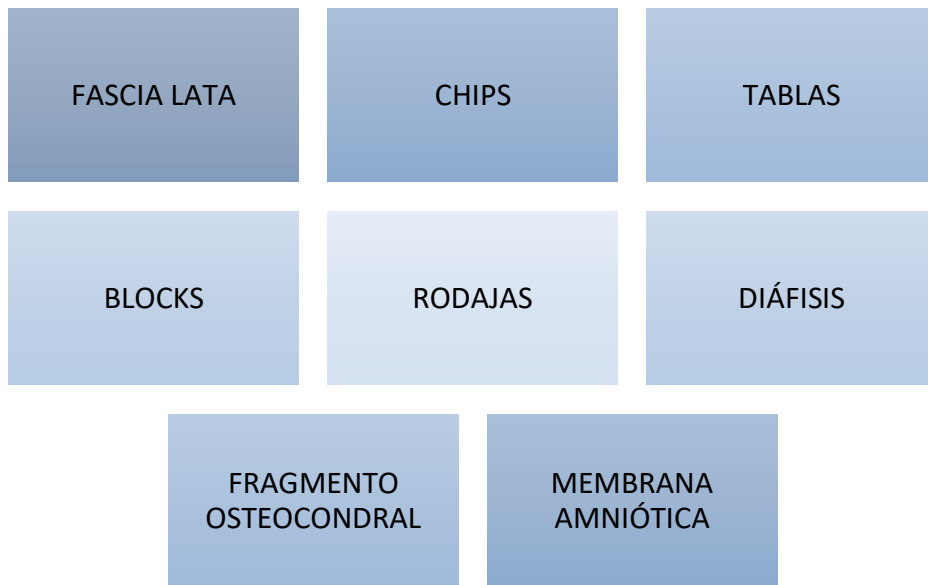 FASCIA LATA
CHIPS
TABLAS
BLOCKS
RODAJAS
DIÁFISIS
FRAGMENTO
OSTEOCONDRAL
MEMBRANA
AMNIÓTICA